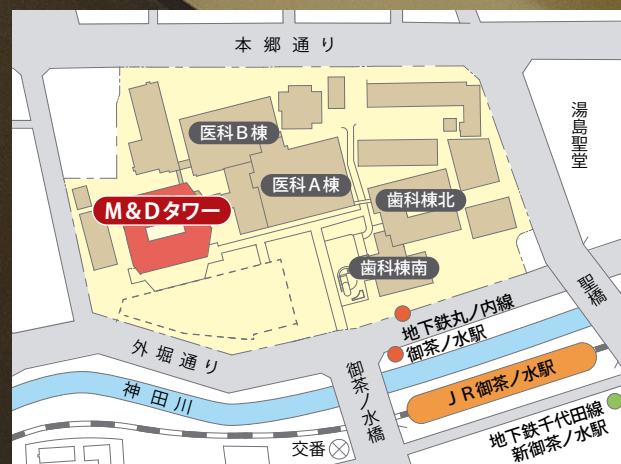 本郷通り
湯島聖堂
医科B棟
医科A棟
M&Dタワー
歯科棟北
歯科棟南
聖橋
地下鉄丸ノ内線
御茶ノ水駅
外堀通り
神田川
御茶ノ水橋
JR御茶ノ水駅
地下鉄千代田線
新御茶ノ水駅
交番